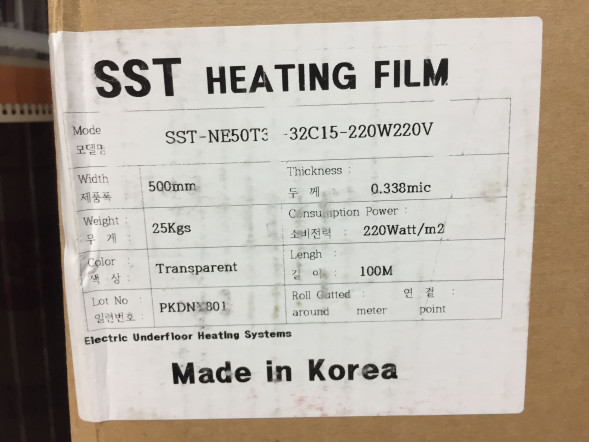 SST HEATING FILM
Mode SST-NE50T3 -32C15-220W220V
모델명
Width 500mm Thickness :
제품폭 두 께 : 0.338mic
Weight : 25Kgs Consumption Power :
무 게 : 소비전력 : 220Watt/m2
Color : Transparent Lengh :
색 상 : 길 이 : 100M
Lot No : Roll Cutted : 연 결 :
일련번호 : around meter point
Electric Underfloor Heating Systems
Made in Korea